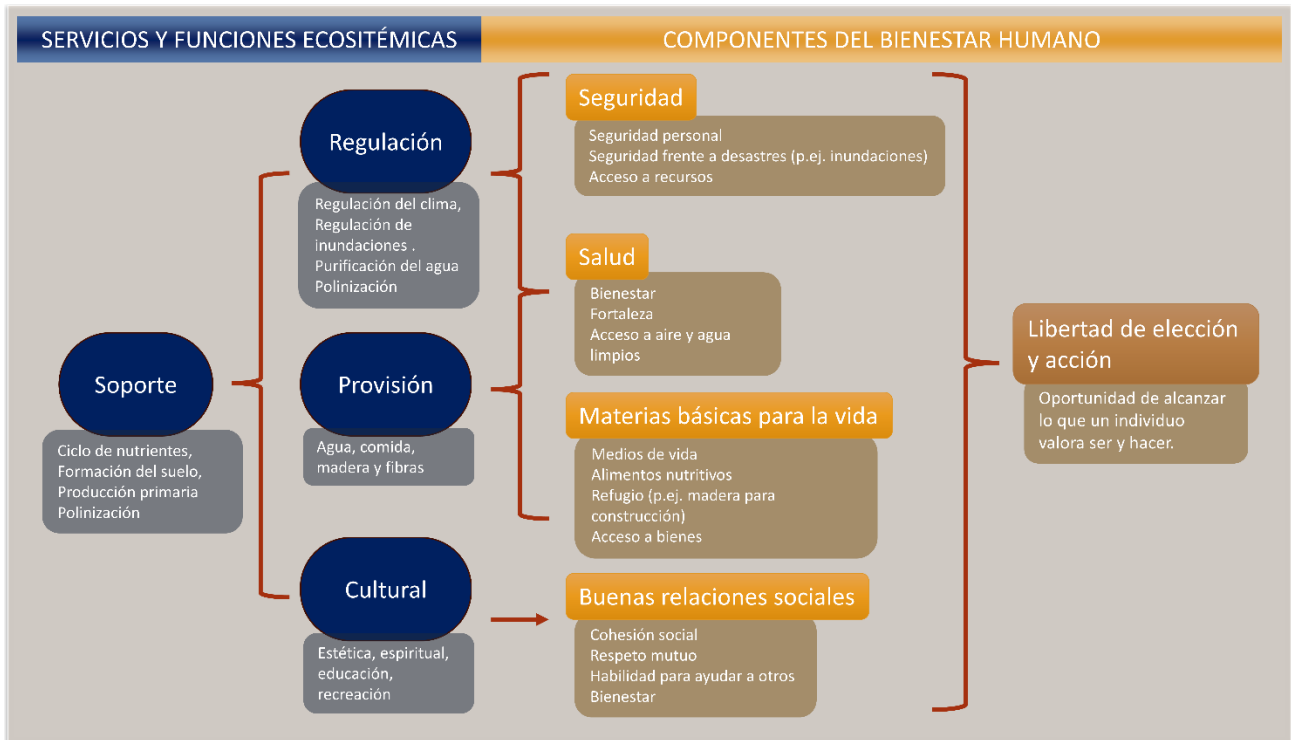 SERVICIOS Y FUNCIONES ECOSITÉMICAS
COMPONENTES DEL BIENESTAR HUMANO
Soporte
Ciclo de nutrientes,
Formación del suelo,
Producción primaria
Polinización
Regulación
Regulación del clima,
Regulación de
inundaciones .
Purificación del agua
Polinización
Provisión
Agua, comida,
madera y fibras
Cultural
Estética, espiritual,
educación,
recreación
Seguridad
Seguridad personal
Seguridad frente a desastres (p.ej. inundaciones)
Acceso a recursos
Salud
Bienestar
Fortaleza
Acceso a aire y agua
limpios
Materias básicas para la vida
Medios de vida
Alimentos nutritivos
Refugio (p.ej. madera para
construcción)
Acceso a bienes
Buenas relaciones sociales
Cohesión social
Respeto mutuo
Habilidad para ayudar a otros
Bienestar
Libertad de elección
y acción
Oportunidad de alcanzar
lo que un individuo
valora ser y hacer.